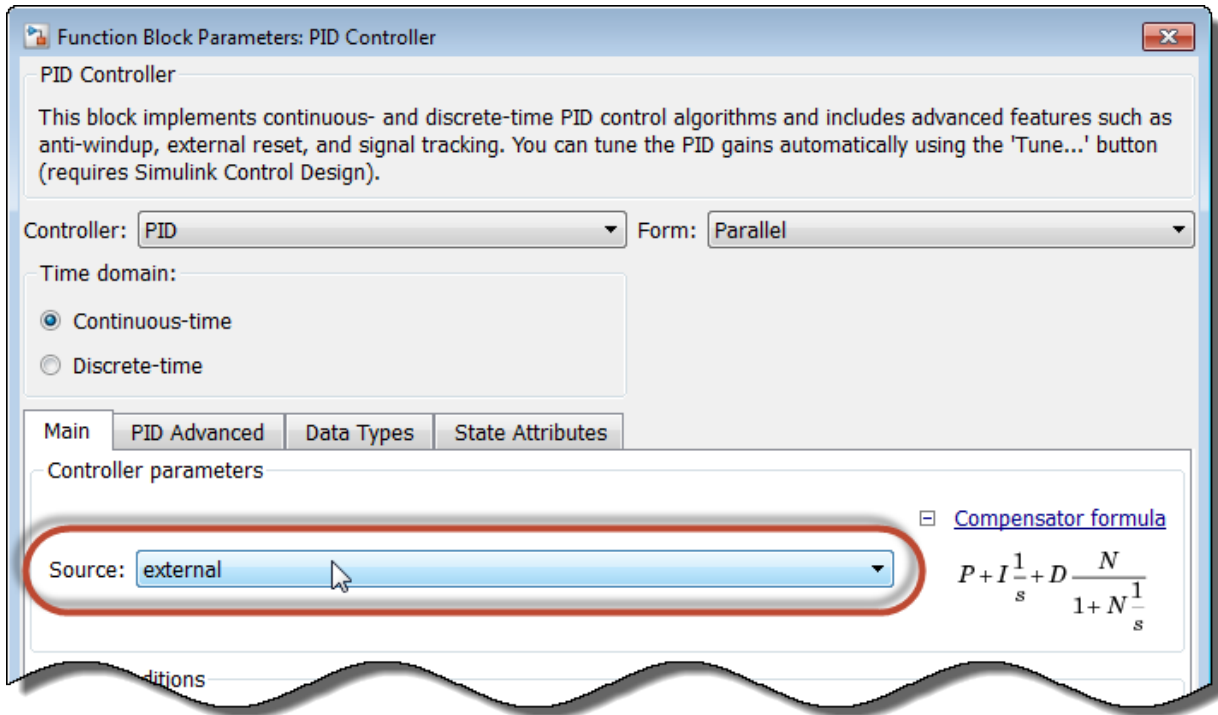 Function Block Parameters: PID Controller
PID Controller
This block implements continuous- and discrete-time PID control algorithms and includes advanced features such as
anti-windup, external reset, and signal tracking. You can tune the PID gains automatically using the 'Tune...' button
(requires Simulink Control Design).
Controller: PID Form: Parallel
Time domain:
Continuous-time
Discrete-time
Main PID Advanced Data Types State Attributes
Controller parameters
Compensator formula
Source: external
P+I 1/s +D N/(1+N 1/s)